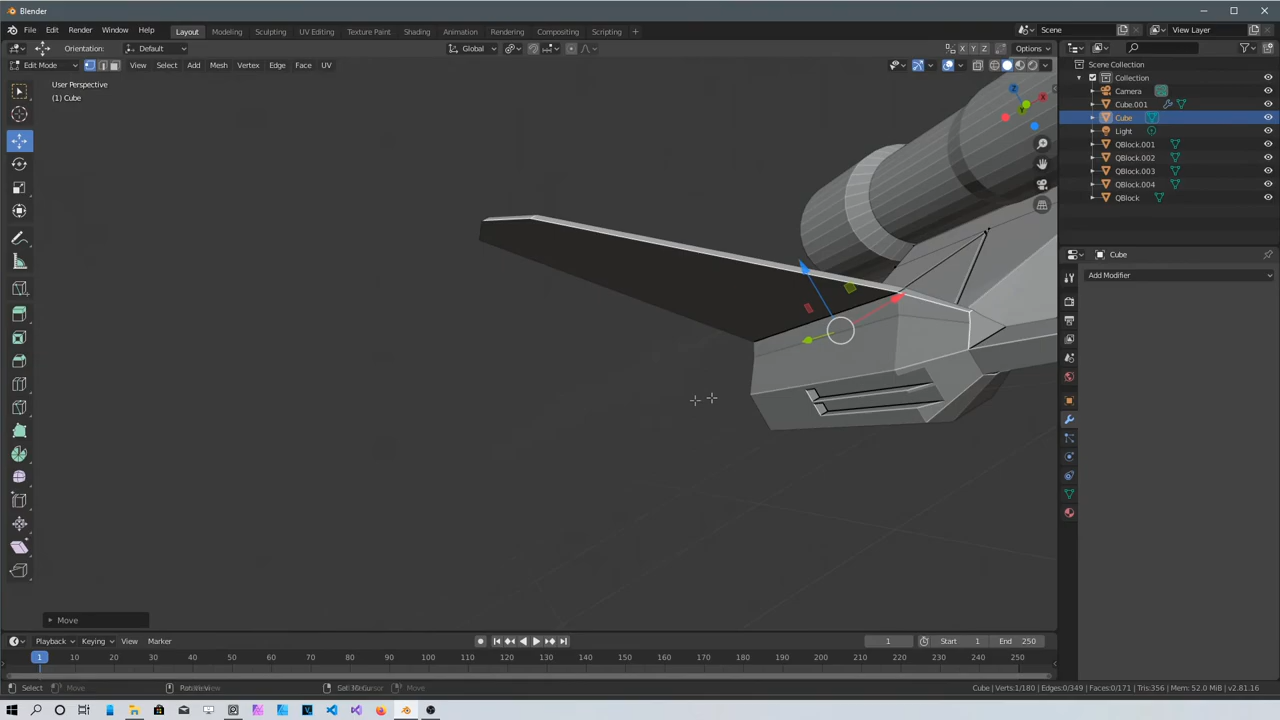 Blender
File Edit Render Window Help Layout Modeling Sculpting UV Editing Texture Paint Shading Animation Rendering Compositing Scripting + Scene View Layer
Orientation: Default Global X Y Z Options
Edit Mode View Select Add Mesh Vertex Edge Face UV
User Perspective
(1) Cube
Scene Collection
Collection
Camera
Cube.001
Cube
Light
QBlock.001
QBlock.002
QBlock.003
QBlock.004
QBlock
Cube
Add Modifier
Move
Playback Keying View Marker 1 Start 1 End 250
1 10 20 30 40 50 60 70 80 90 100 110 120 130 140 150 160 170 180 190 200 210 220 230 240 250
Select Move Move Cube | Verts:1/180 | Edges:0/349 | Faces:0/171 | Tris:356 | Mem: 52.0 MiB | v2.81.16